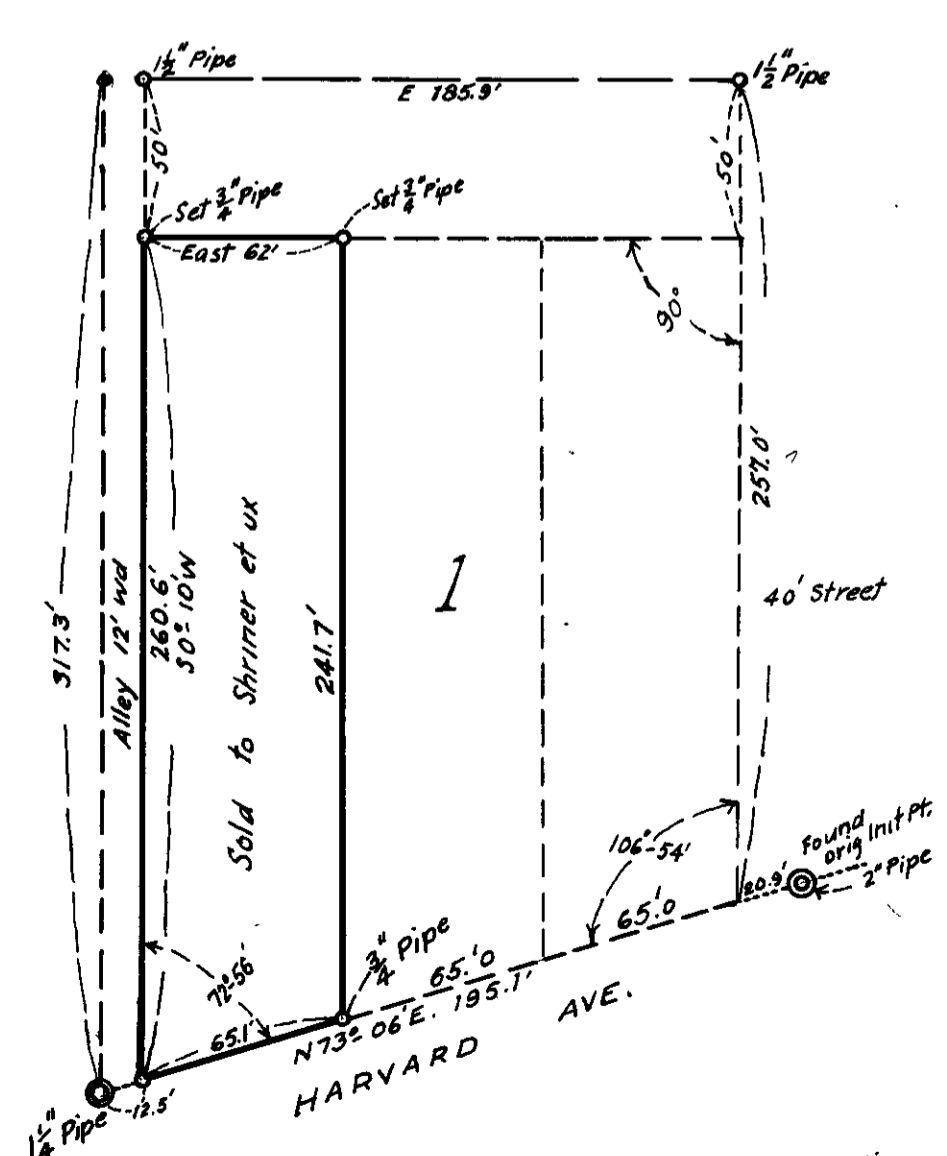 1½" Pipe
1½" Pipe
E 185.9'
50'
50'
Set ¾" Pipe
Set ¾" Pipe
East 62'
90°
257.0'
40' Street
317.3'
Alley 12' wd
260.6'
S0°-10'W
Sold to Shriner et ux
241.7'
1
106°-54'
Found
orig Init Pt.
2" Pipe
20.9'
65.'0
65.'0
¾" Pipe
72°-56'
65.1'
N73°-06'E. 195.1'
HARVARD AVE.
12.5'
1¼" Pipe